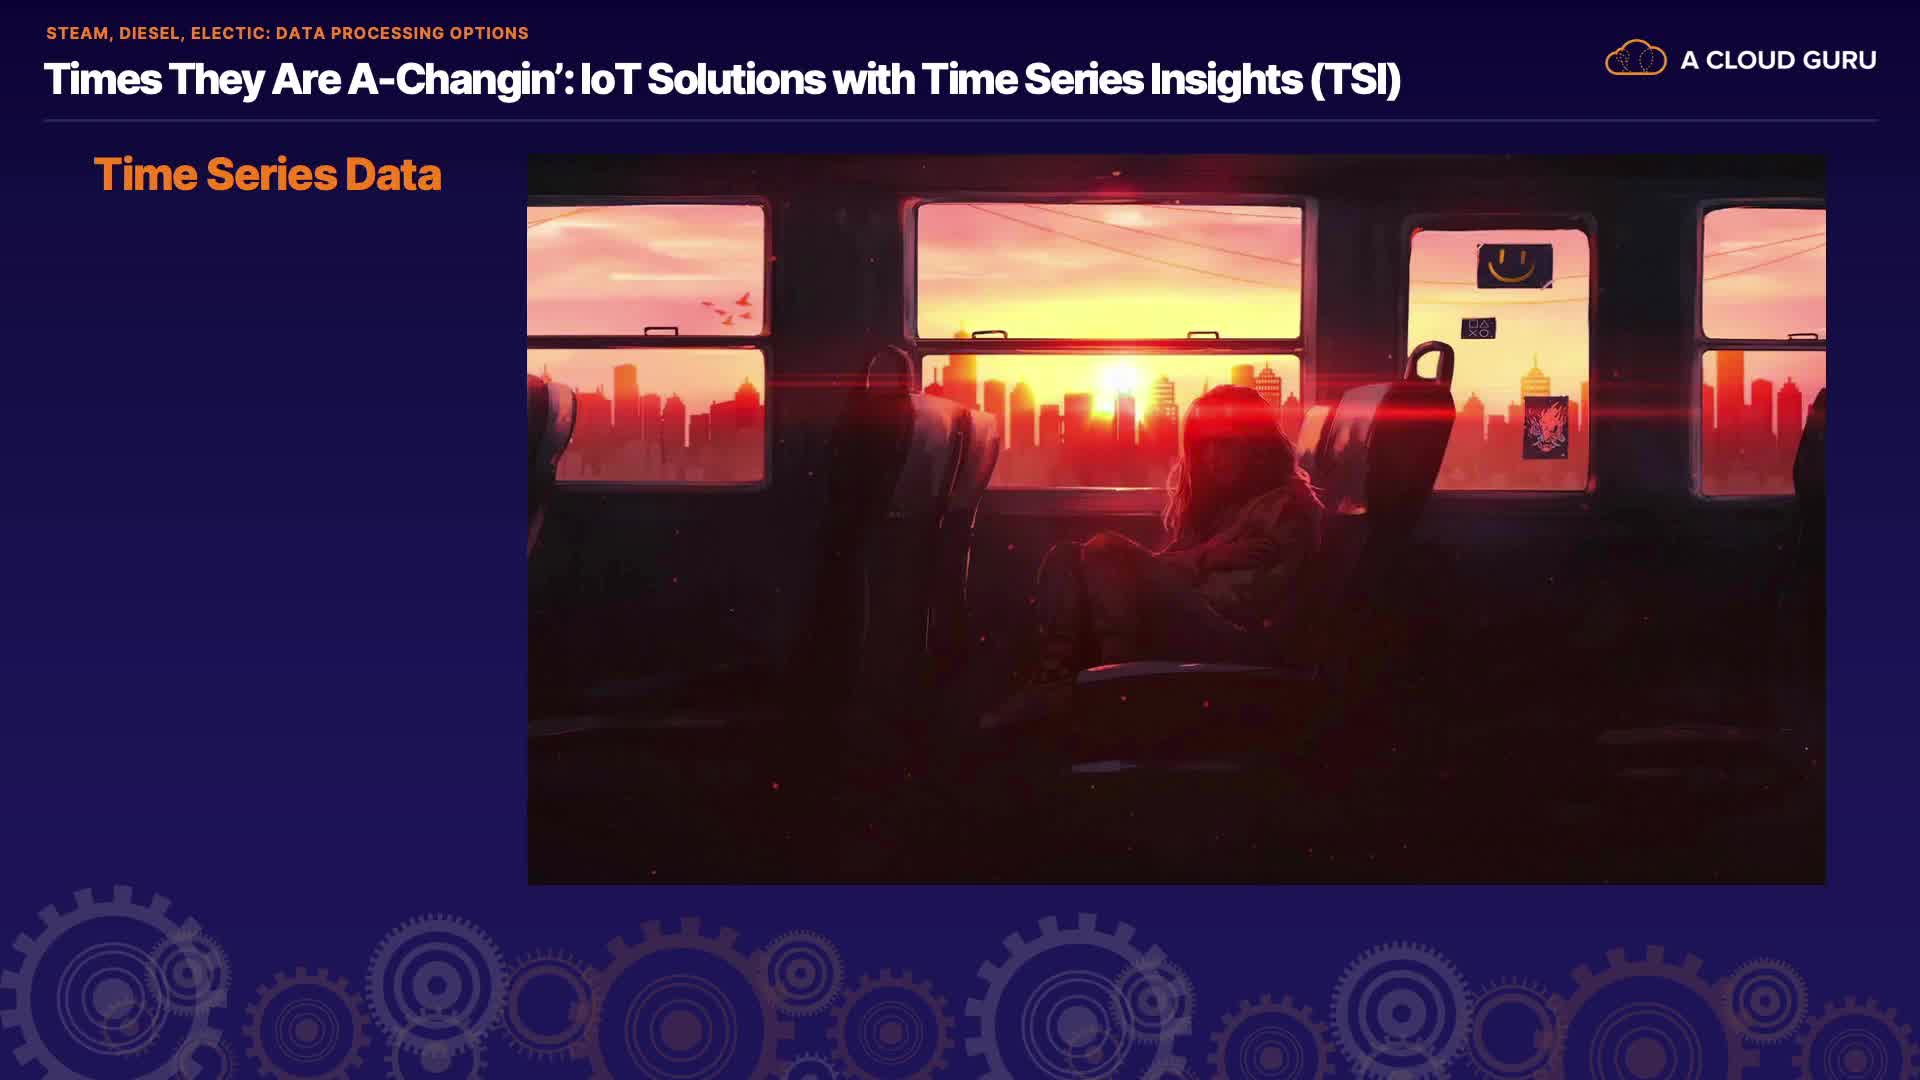 STEAM, DIESEL, ELECTIC: DATA PROCESSING OPTIONS
Times They Are A-Changin’: IoT Solutions with Time Series Insights (TSI)
A CLOUD GURU
Time Series Data